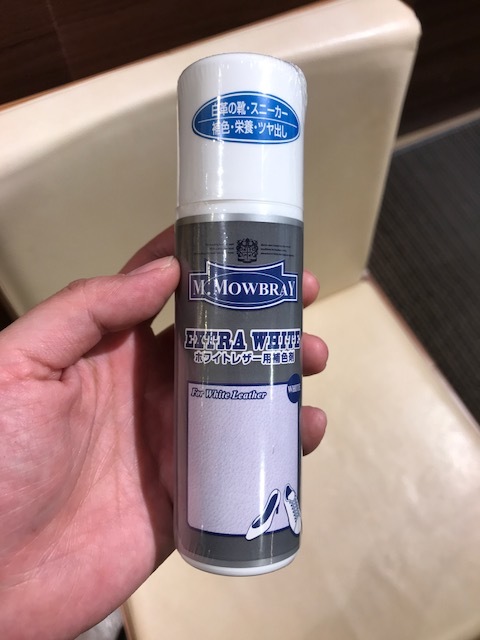 白革の靴・スニーカー
補色・栄養・ツヤ出し
M. MOWBRAY
EXTRA WHITE
ホワイトレザー用補色剤
For White Leather
WHITE